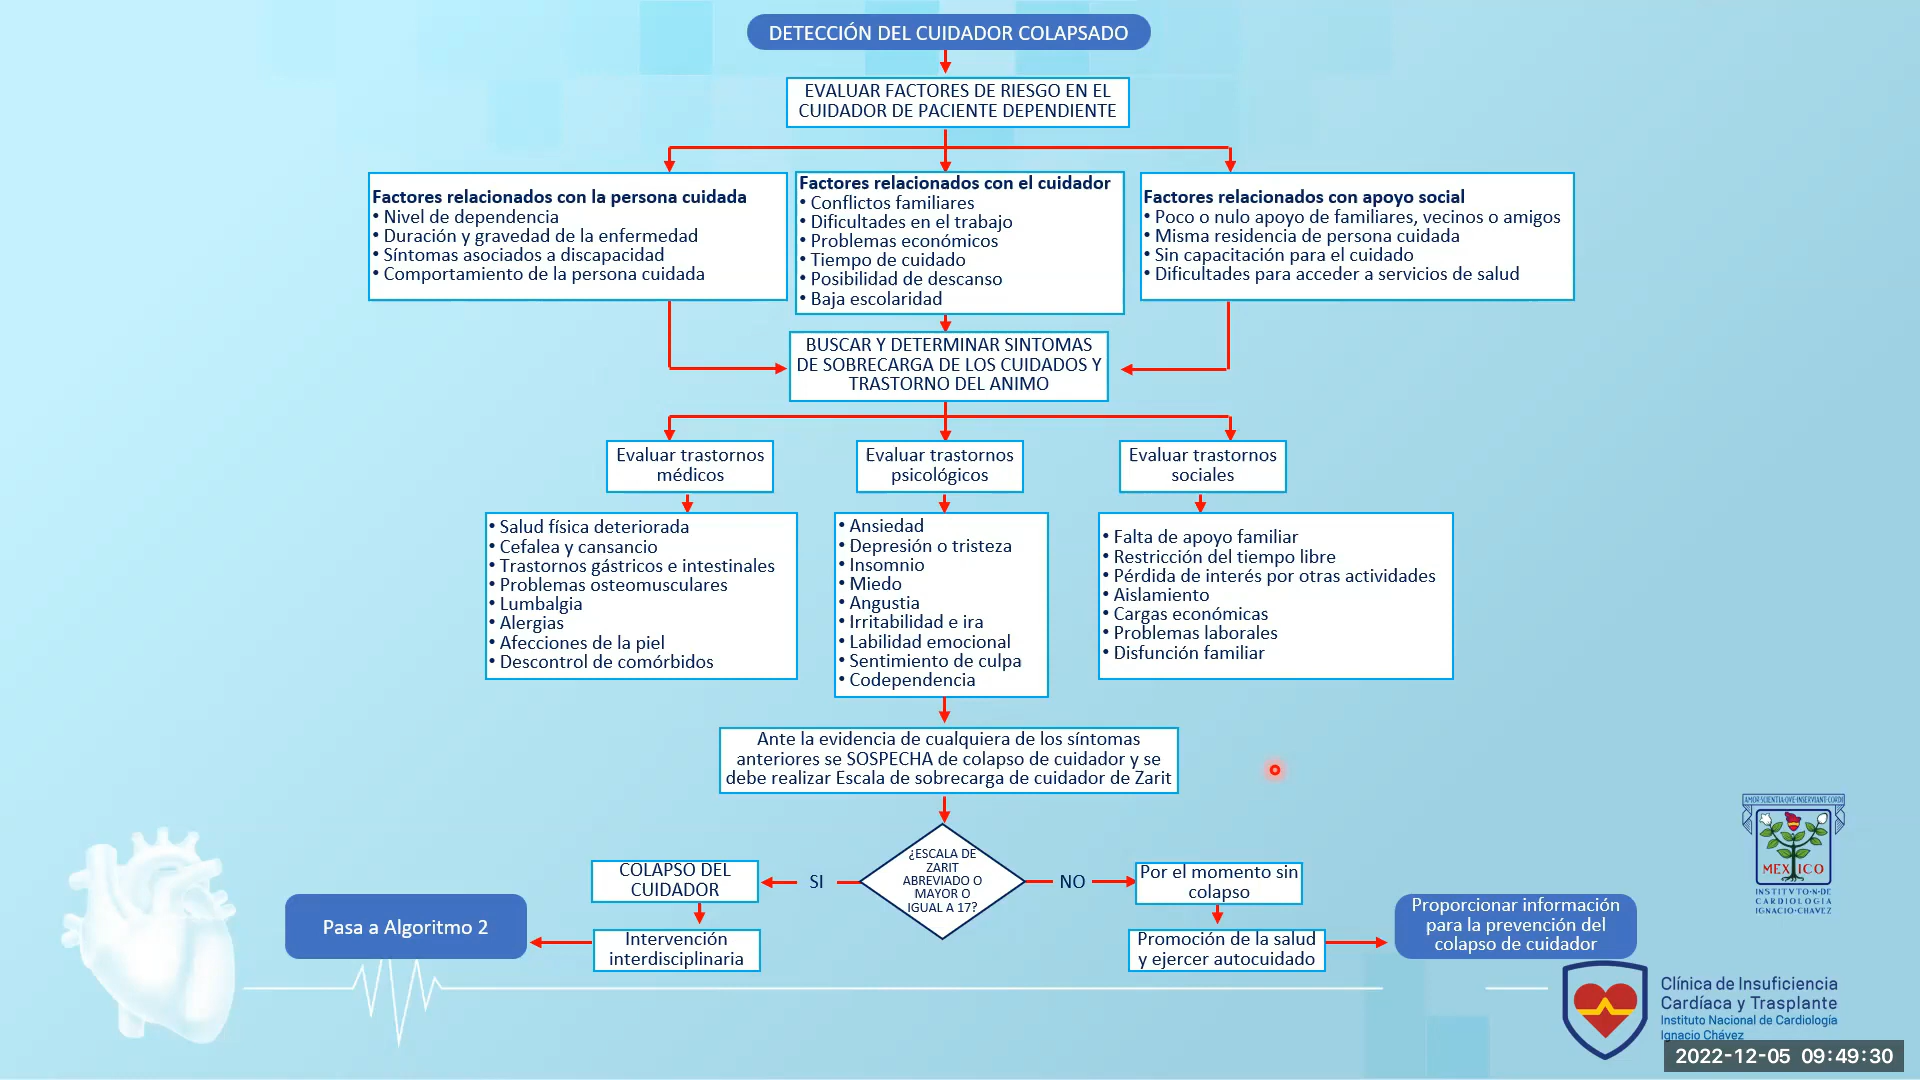 DETECCIÓN DEL CUIDADOR COLAPSADO
EVALUAR FACTORES DE RIESGO EN EL
CUIDADOR DE PACIENTE DEPENDIENTE
Factores relacionados con la persona cuidada
• Nivel de dependencia
• Duración y gravedad de la enfermedad
• Síntomas asociados a discapacidad
• Comportamiento de la persona cuidada
Factores relacionados con el cuidador
• Conflictos familiares
• Dificultades en el trabajo
• Problemas económicos
• Tiempo de cuidado
• Posibilidad de descanso
• Baja escolaridad
Factores relacionados con apoyo social
• Poco o nulo apoyo de familiares, vecinos o amigos
• Misma residencia de persona cuidada
• Sin capacitación para el cuidado
• Dificultades para acceder a servicios de salud
BUSCAR Y DETERMINAR SINTOMAS
DE SOBRECARGA DE LOS CUIDADOS Y
TRASTORNO DEL ANIMO
Evaluar trastornos
médicos
Evaluar trastornos
psicológicos
Evaluar trastornos
sociales
• Salud física deteriorada
• Cefalea y cansancio
• Trastornos gástricos e intestinales
• Problemas osteomusculares
• Lumbalgia
• Alergias
• Afecciones de la piel
• Descontrol de comórbidos
• Ansiedad
• Depresión o tristeza
• Insomnio
• Miedo
• Angustia
• Irritabilidad e ira
• Labilidad emocional
• Sentimiento de culpa
• Codependencia
• Falta de apoyo familiar
• Restricción del tiempo libre
• Pérdida de interés por otras actividades
• Aislamiento
• Cargas económicas
• Problemas laborales
• Disfunción familiar
Ante la evidencia de cualquiera de los síntomas
anteriores se SOSPECHA de colapso de cuidador y se
debe realizar Escala de sobrecarga de cuidador de Zarit
¿ESCALA DE
ZARIT
ABREVIADO O
MAYOR O
IGUAL A 17?
SI
NO
COLAPSO DEL
CUIDADOR
Intervención
interdisciplinaria
Pasa a Algoritmo 2
Por el momento sin
colapso
Promoción de la salud
y ejercer autocuidado
Proporcionar información
para la prevención del
colapso de cuidador
AMOR·SCIENTIA·QVE·INSERVIANT·CORDI
MEXICO
INSTITVTO·N·DE
CARDIOLOGIA
IGNACIO·CHAVEZ
Clínica de Insuficiencia
Cardíaca y Trasplante
Instituto Nacional de Cardiología
Ignacio Chávez
2022-12-05 09:49:30